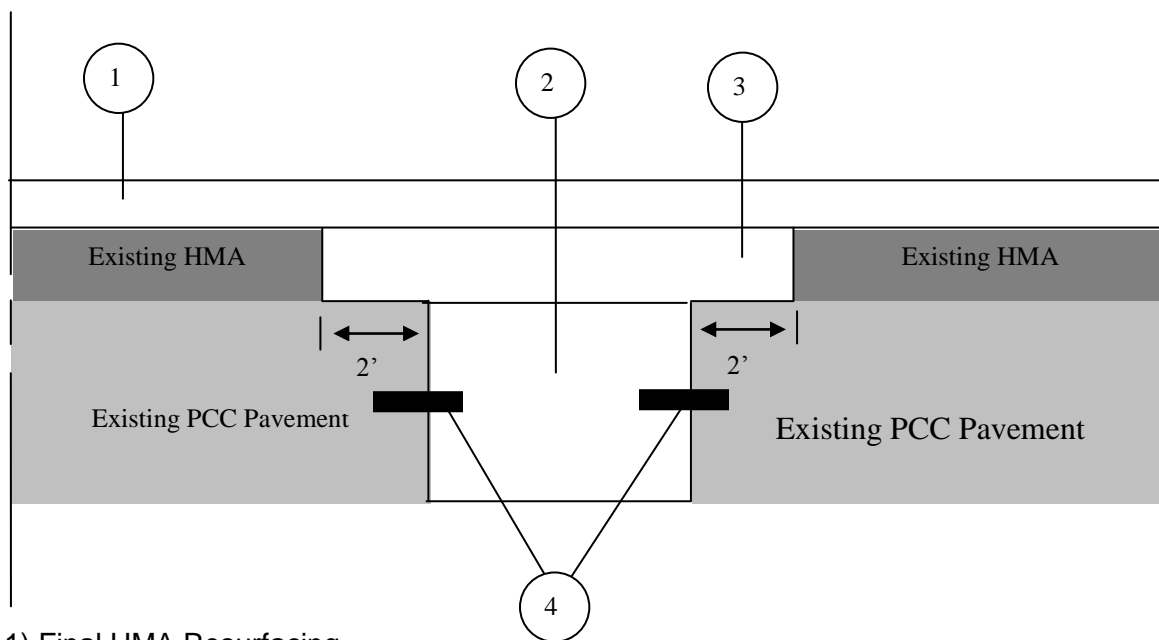 1
2
3
Existing HMA
Existing HMA
2’
2’
Existing PCC Pavement
Existing PCC Pavement
4
1) Final HMA Resurfacing